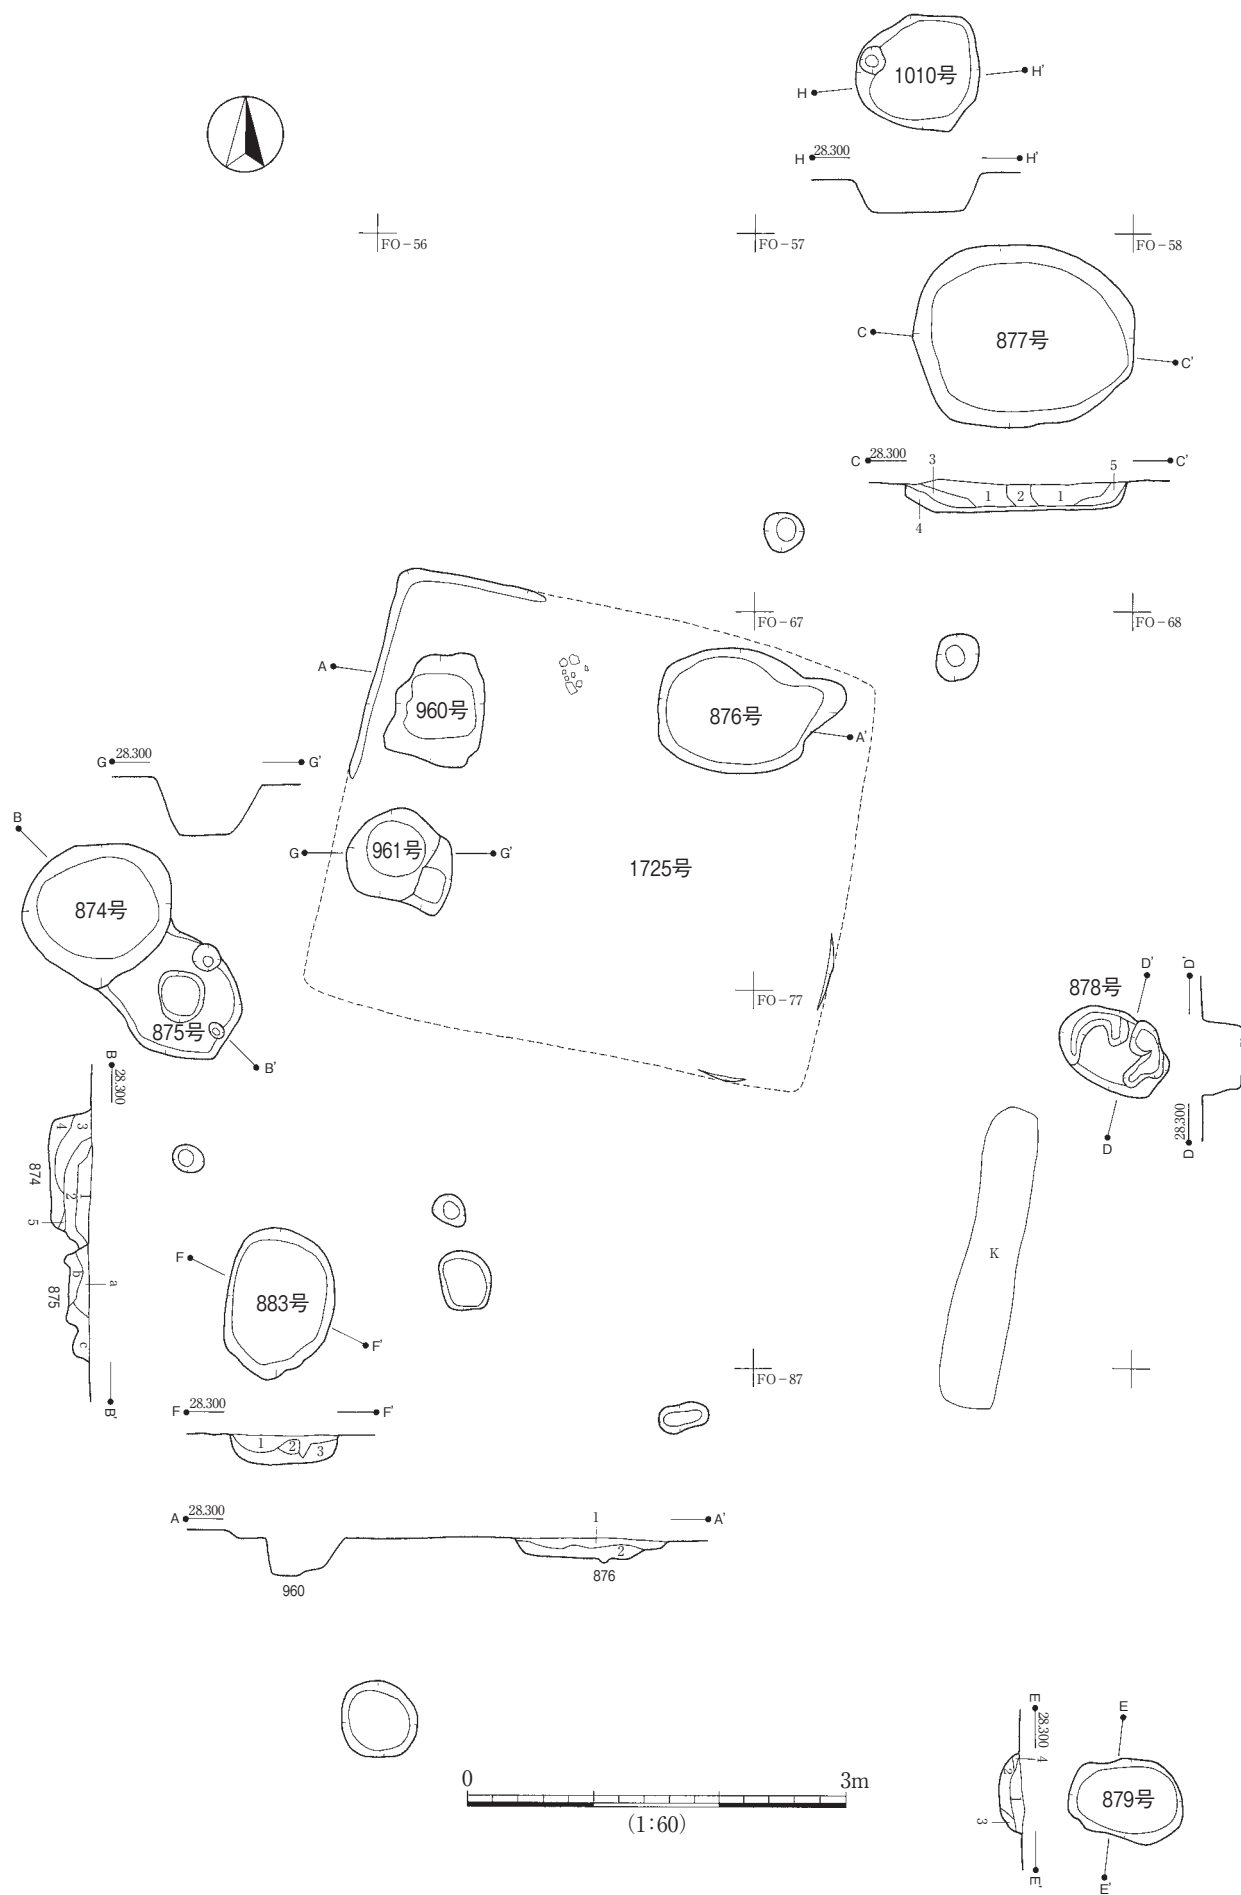 1010号
H
H'
H
28.300
H'
FO-56
FO-57
FO-58
877号
C
C'
C
28.300
C'
3
5
1
2
1
4
FO-67
FO-68
A
960号
876号
A'
G
28.300
G'
B
G
961号
G'
1725号
874号
875号
B'
FO-77
878号
D'
D'
D
28.300
D
B
28.300
4
3
2
1
874
5
b
a
875
c
B'
K
F
883号
F'
FO-87
F
28.300
F'
1
2
3
A
28.300
1
A'
2
960
876
0
3m
(1:60)
E
28.300
4
2
1
3
E'
E
879号
E'